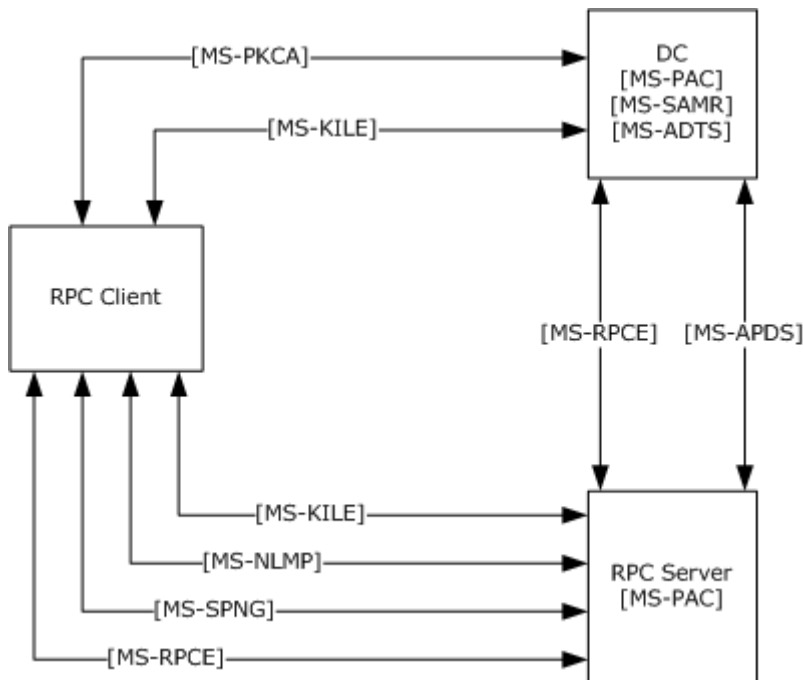 [MS-PKCA]
DC
[MS-PAC]
[MS-SAMR]
[MS-ADTS]
[MS-KILE]
RPC Client
[MS-RPCE]
[MS-APDS]
[MS-KILE]
[MS-NLMP]
RPC Server
[MS-PAC]
[MS-SPNG]
[MS-RPCE]